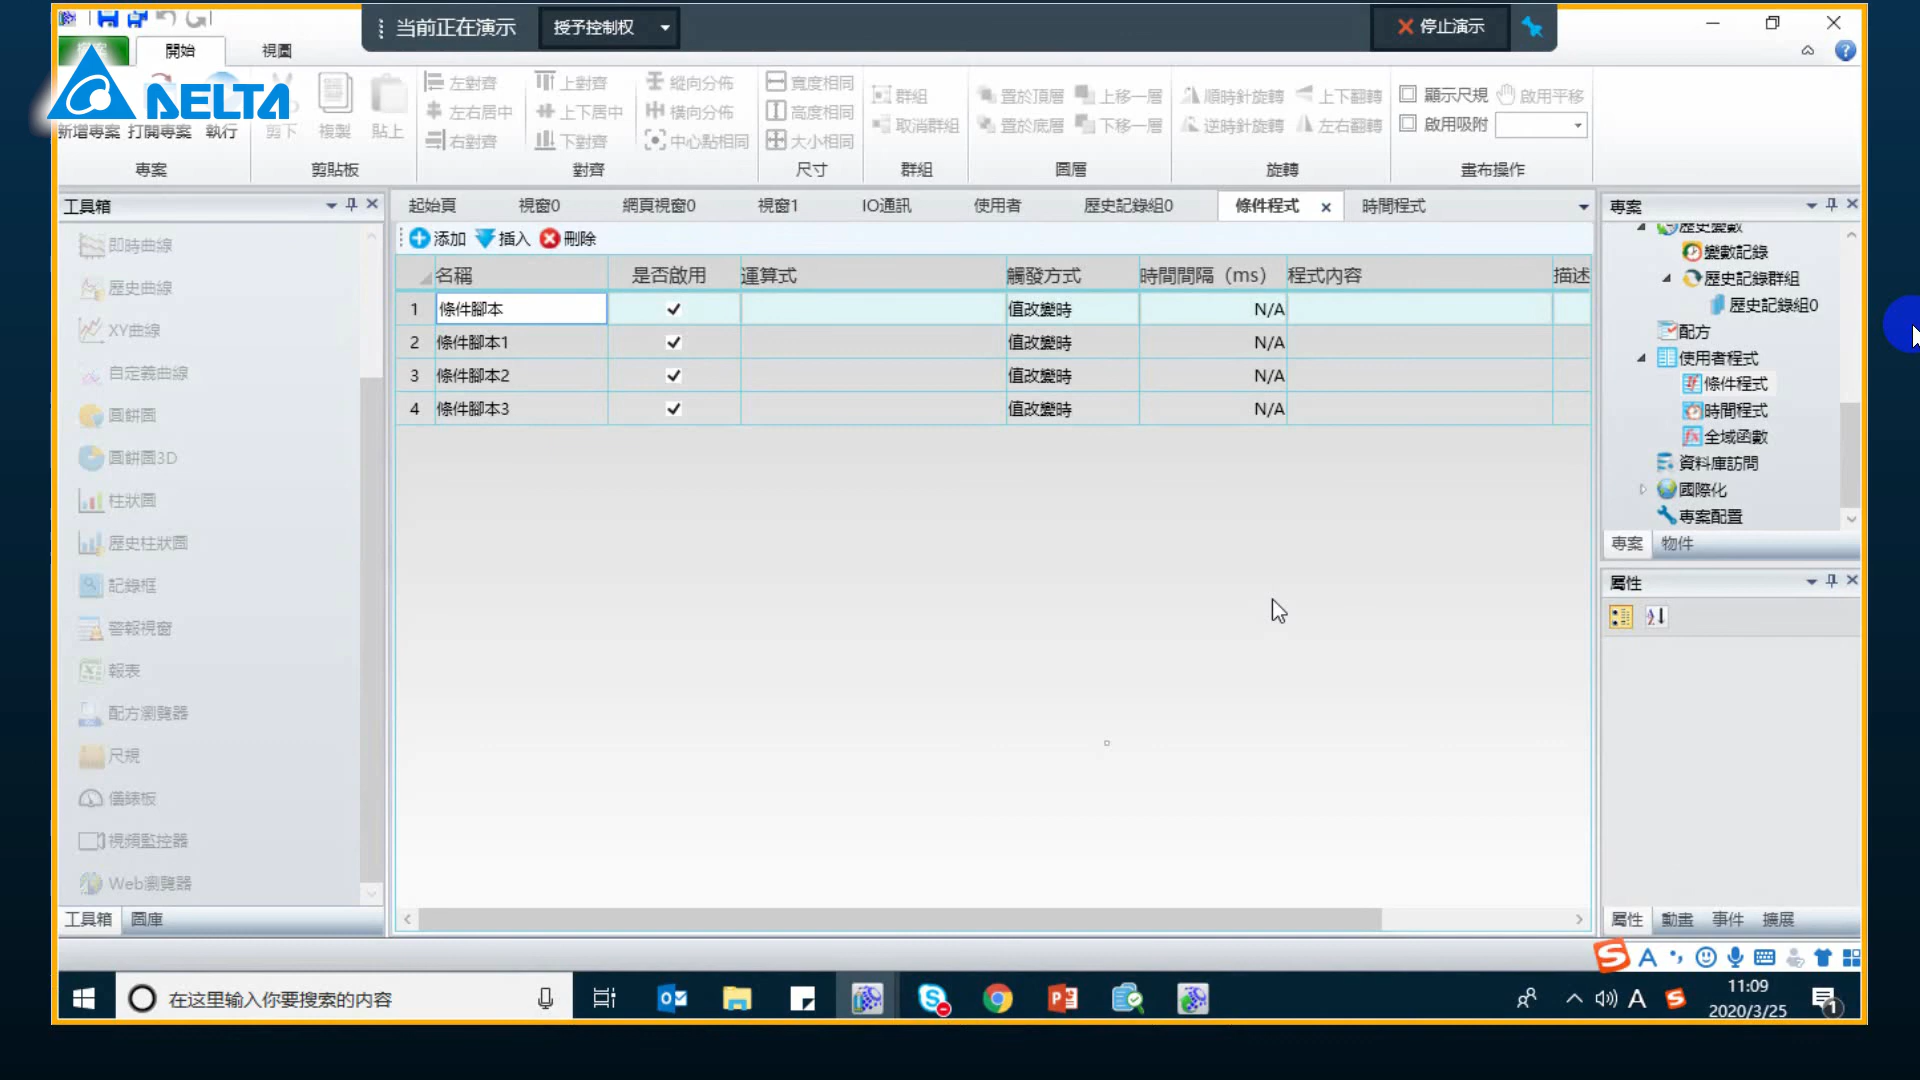 当前正在演示 授予控制权 停止演示
開始 視圖
DELTA
新增專案 打開專案 執行 剪下 複製 貼上
左對齊 上對齊 縱向分佈 寬度相同
左右居中 上下居中 橫向分佈 高度相同
右對齊 下對齊 中心點相同 大小相同
群組 置於頂層 上移一層 順時針旋轉 上下翻轉 顯示尺規 啟用平移
取消群組 置於底層 下移一層 逆時針旋轉 左右翻轉 啟用吸附
專案 剪貼板 對齊 尺寸 群組 圖層 旋轉 畫布操作
工具箱
起始頁 視窗0 網頁視窗0 視窗1 IO通訊 使用者 歷史記錄組0 條件程式 時間程式
添加 插入 刪除
名稱 是否啟用 運算式 觸發方式 時間間隔（ms） 程式內容 描述
1 條件腳本 值改變時 N/A
2 條件腳本1 值改變時 N/A
3 條件腳本2 值改變時 N/A
4 條件腳本3 值改變時 N/A
即時曲線
歷史曲線
XY曲線
自定義曲線
圓餅圖
圓餅圖3D
柱狀圖
歷史柱狀圖
記錄框
警報視窗
報表
配方瀏覽器
尺規
儀錶板
視頻監控器
Web瀏覽器
工具箱 圖庫
專案
歷史變數
變數記錄
歷史記錄群組
歷史記錄組0
配方
使用者程式
條件程式
時間程式
全域函數
資料庫訪問
國際化
專案配置
專案 物件
屬性
屬性 動畫 事件 擴展
在这里输入你要搜索的内容
11:09
2020/3/25
1